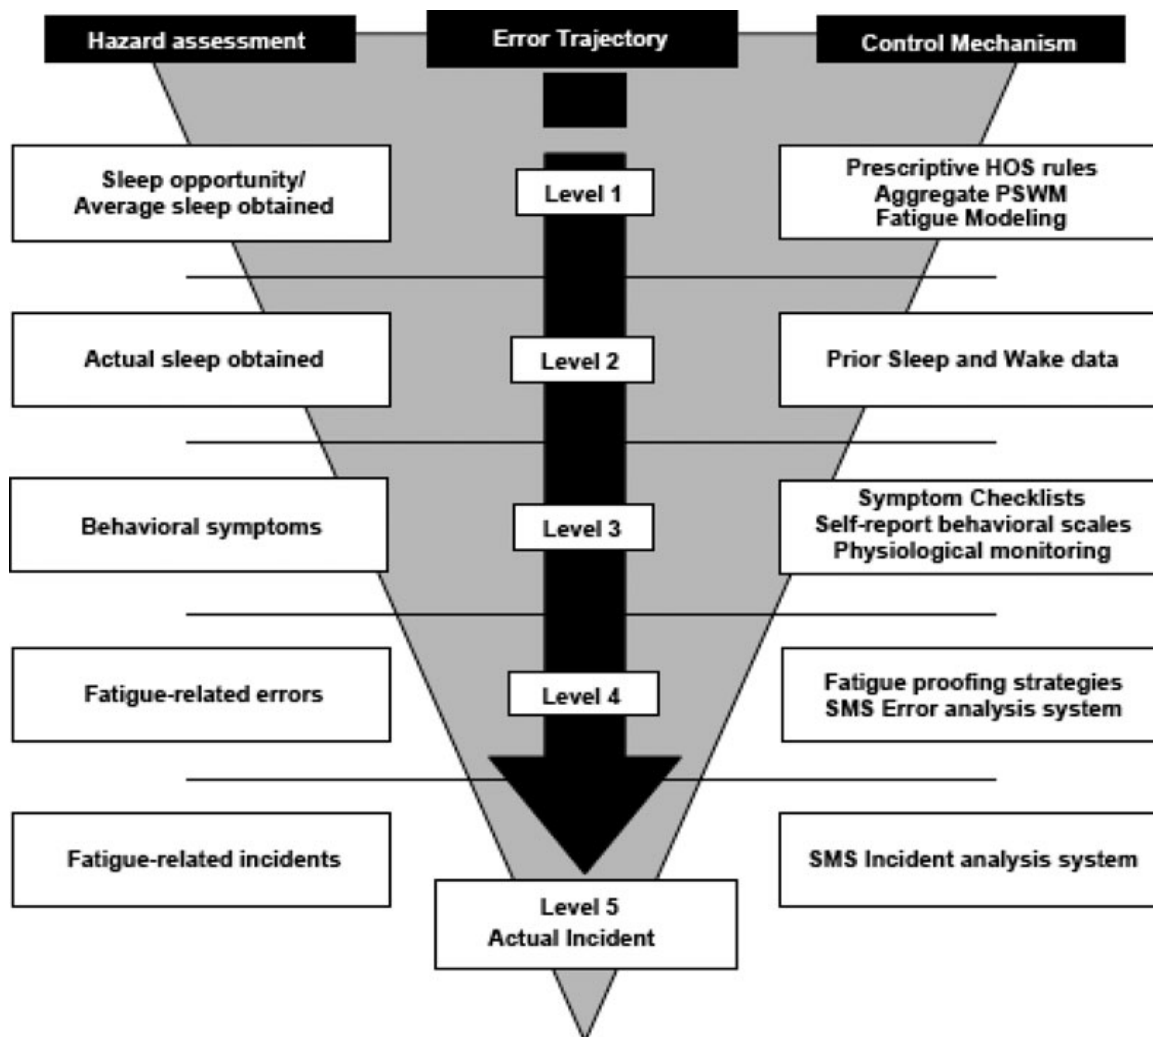 Hazard assessment
Error Trajectory
Control Mechanism
Sleep opportunity/
Average sleep obtained
Level 1
Prescriptive HOS rules
Aggregate PSWM
Fatigue Modeling
Actual sleep obtained
Level 2
Prior Sleep and Wake data
Behavioral symptoms
Level 3
Symptom Checklists
Self-report behavioral scales
Physiological monitoring
Fatigue-related errors
Level 4
Fatigue proofing strategies
SMS Error analysis system
Fatigue-related incidents
Level 5
Actual Incident
SMS Incident analysis system